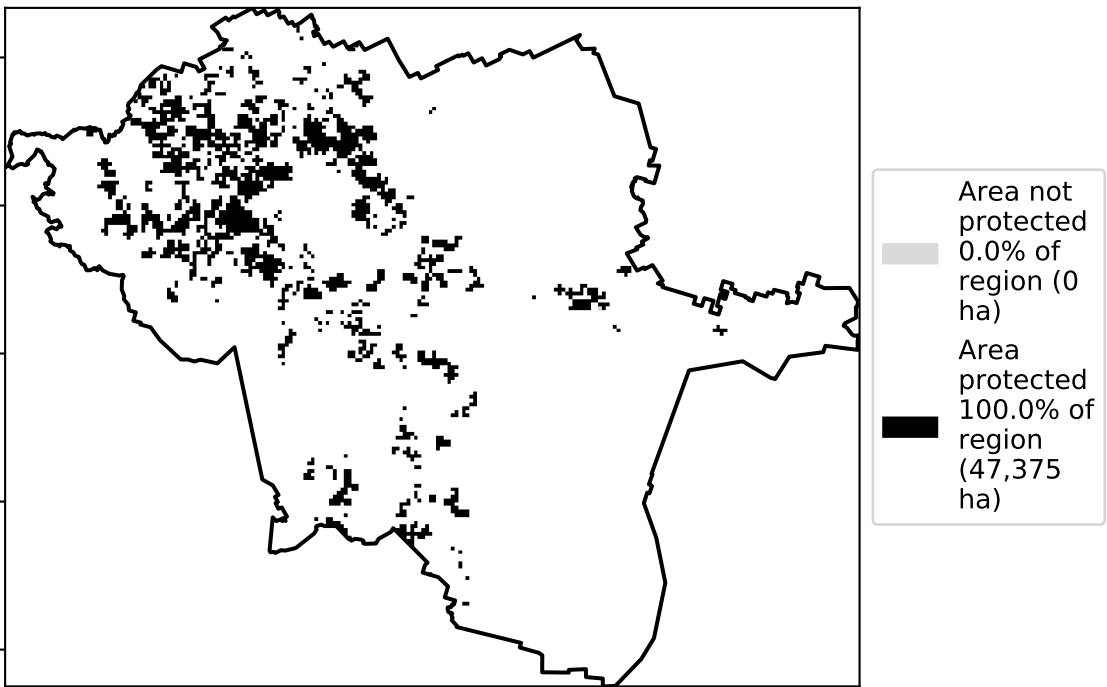 Area not
protected
0.0% of
region (0
ha)
Area
protected
100.0% of
region
(47,375
ha)